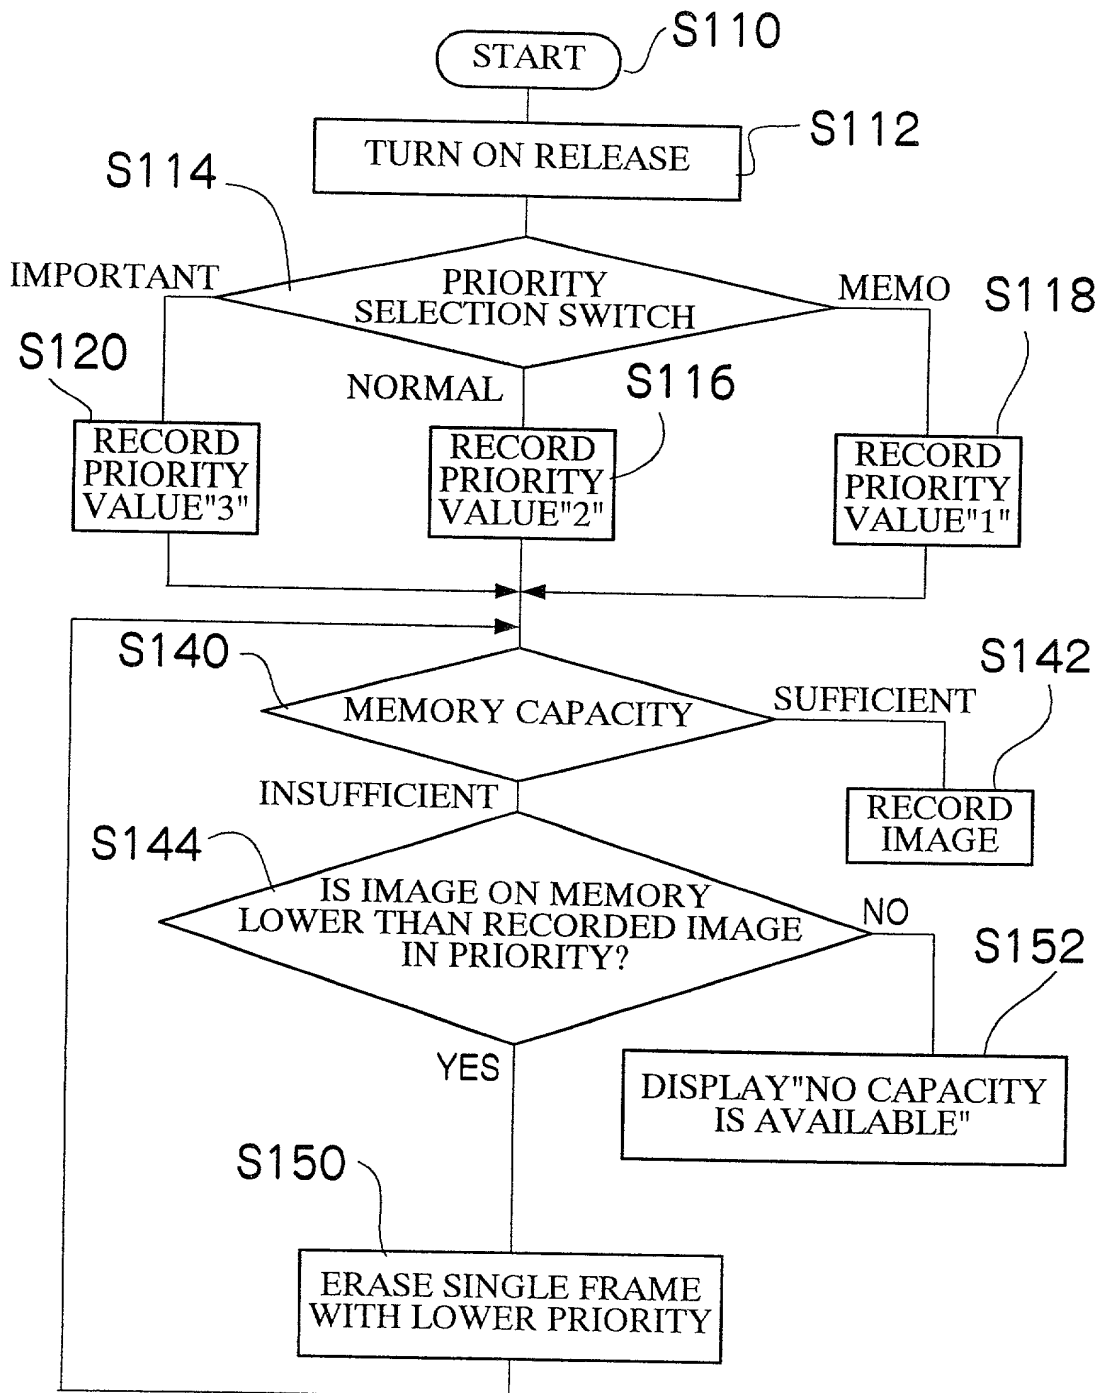 S110
START
S112
TURN ON RELEASE
S114
IMPORTANT
PRIORITY
SELECTION SWITCH
MEMO
S118
S120
NORMAL
S116
RECORD
PRIORITY
VALUE"3"
RECORD
PRIORITY
VALUE"2"
RECORD
PRIORITY
VALUE"1"
S140
MEMORY CAPACITY
SUFFICIENT
S142
INSUFFICIENT
RECORD
IMAGE
S144
IS IMAGE ON MEMORY
LOWER THAN RECORDED IMAGE
IN PRIORITY?
NO
S152
YES
DISPLAY"NO CAPACITY
IS AVAILABLE"
S150
ERASE SINGLE FRAME
WITH LOWER PRIORITY